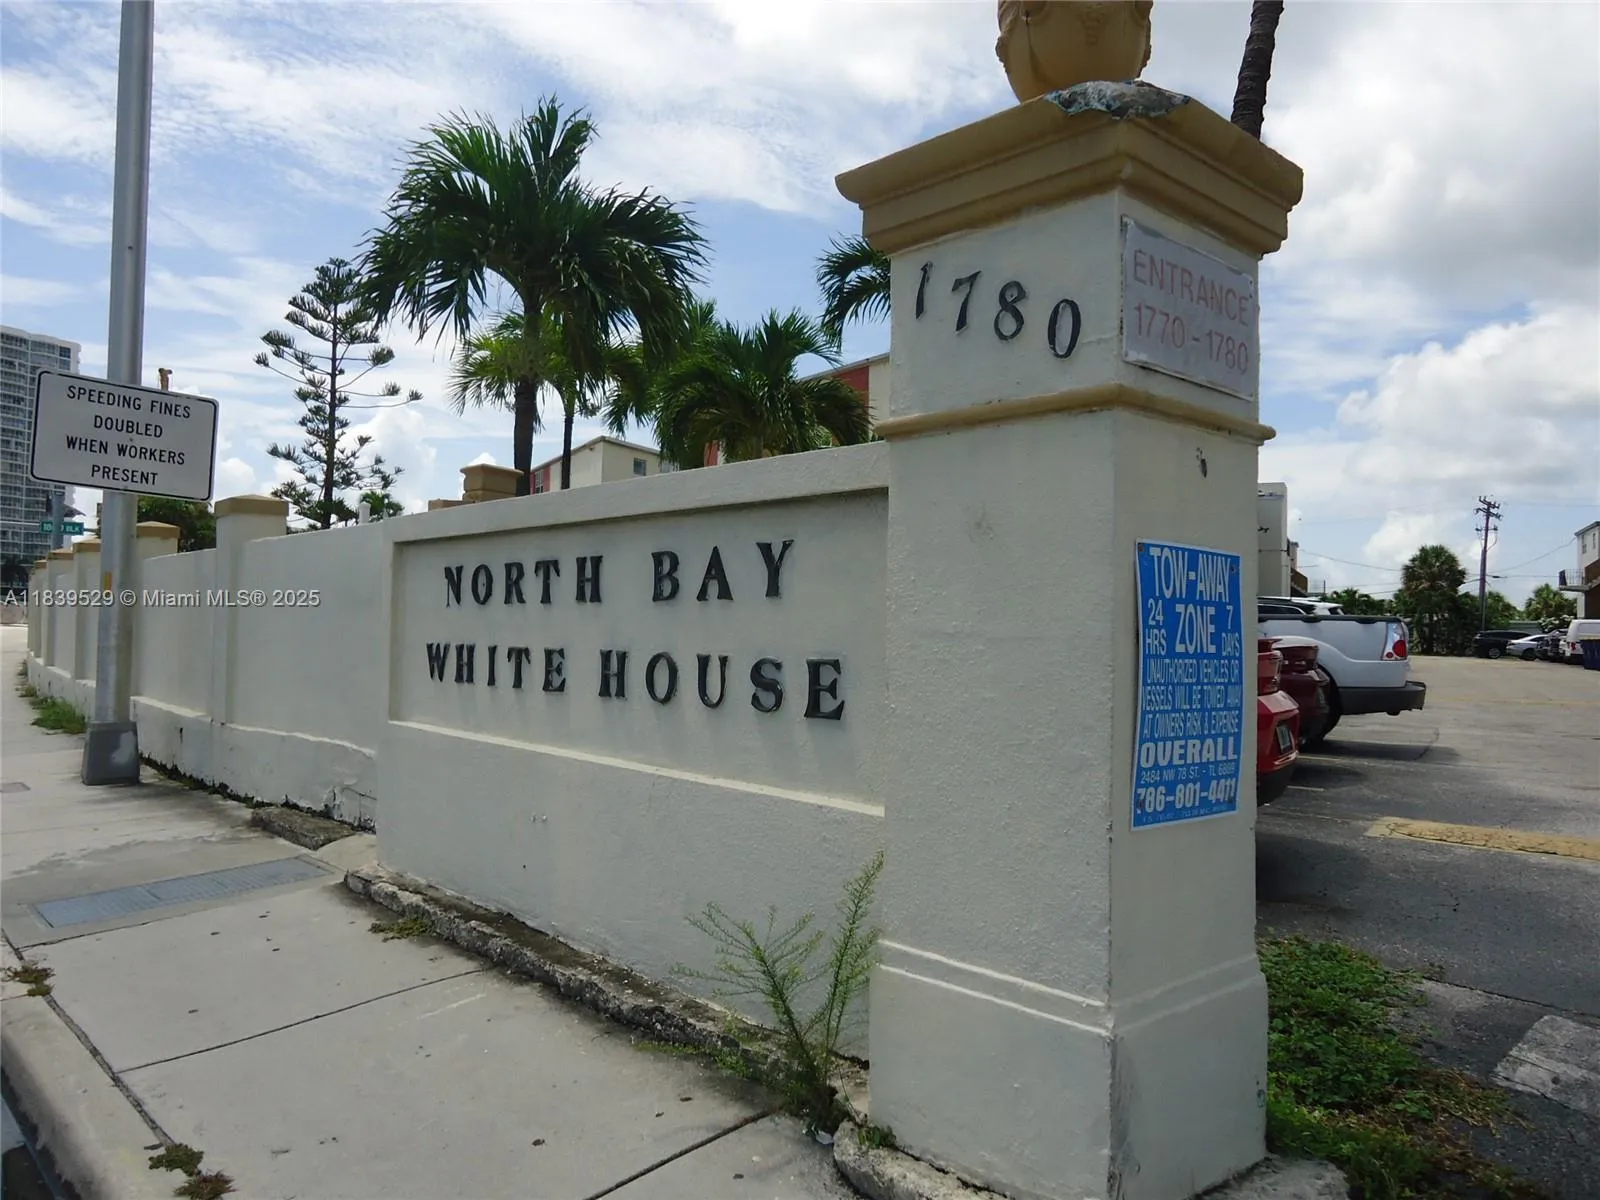 1780
ENTRANCE
1770 - 1780
SPEEDING FINES
DOUBLED
WHEN WORKERS
PRESENT
NORTH BAY
WHITE HOUSE
A11839529 © Miami MLS® 2025
TOW-AWAY
24 HRS ZONE 7 DAYS
UNAUTHORIZED VEHICLES OR
VESSELS WILL BE TOWED AWAY
AT OWNERS RISK & EXPENSE
OVERALL
2484 NW 78 ST. - TL 6899
786-801-4411